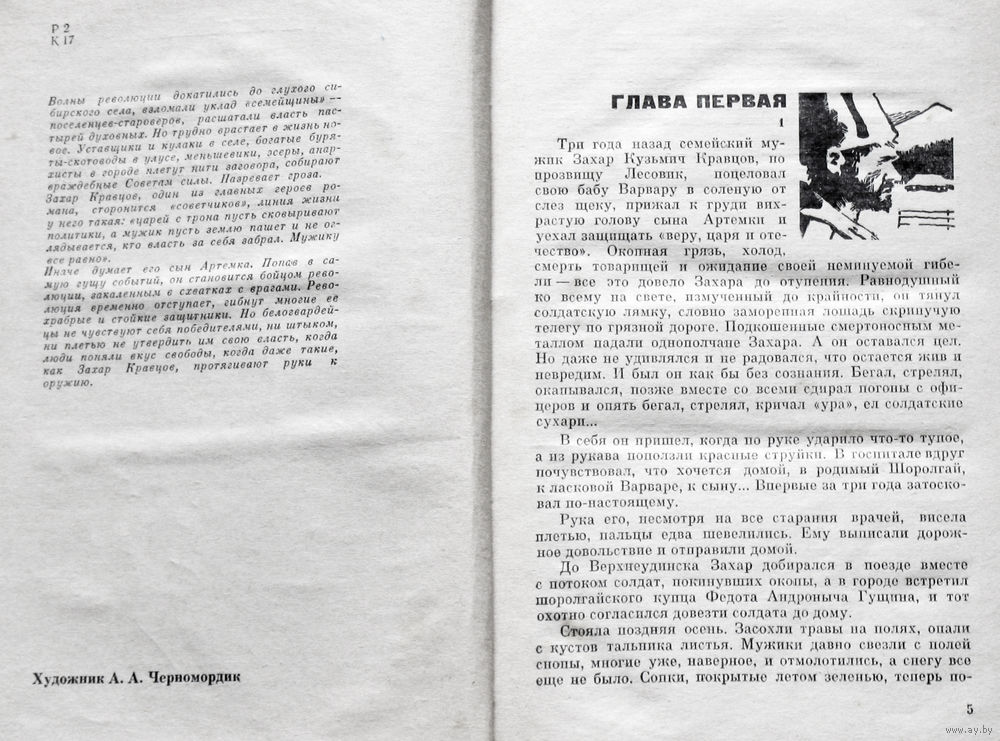 Р 2
К 17
Волны революции докатились до глухого си-
бирского села, взломали уклад «семейщины» —
поселенцев-староверов, расшатали власть пас-
тырей духовных. Но трудно врастает в жизнь но-
вое. Уставщики и кулаки в селе, богатые буря-
ты-скотоводы в улусе, меньшевики, эсеры, анар-
хисты в городе плетут нити заговора, собирают
враждебные Советам силы. Назревает гроза.
Захар Кравцов, один из главных героев ро-
мана, сторонится «советчиков», линия жизни
у него такая: «царей с трона пусть сковыривают
политики, а мужик пусть землю пашет и не ог-
лядывается, кто власть за себя забрал. Мужику
все равно».
Иначе думает его сын Артемка. Попав в са-
мую гущу событий, он становится бойцом рево-
люции, закаленным в схватках с врагами. Рево-
люция временно отступает, гибнут многие ее
храбрые и стойкие защитники. Но белогвардей-
цы не чувствуют себя победителями, ни штыком,
ни плетью не утвердить им свою власть, когда
люди поняли вкус свободы, когда даже такие,
как Захар Кравцов, протягивают руки к
оружию.
Художник А. А. Черномордик
ГЛАВА ПЕРВАЯ
1
Три года назад семейский му-
жик Захар Кузьмич Кравцов, по
прозвищу Лесовик, поцеловал
свою бабу Варвару в соленую от
слез щеку, прижал к груди вих-
растую голову сына Артемки и
уехал защищать «веру, царя и оте-
чество». Окопная грязь, холод,
смерть товарищей и ожидание своей неминуемой гибе-
ли — все это довело Захара до отупения. Равнодушный
ко всему на свете, измученный до крайности, он тянул
солдатскую лямку, словно заморенная лошадь скрипучую
телегу по грязной дороге. Подкошенные смертоносным ме-
таллом падали однополчане Захара. А он оставался цел.
Но даже не удивлялся и не радовался, что остается жив и
невредим. И был он как бы без сознания. Бегал, стрелял,
окапывался, позже вместе со всеми сдирал погоны с офи-
церов и опять бегал, стрелял, кричал «ура», ел солдатские
сухари...
В себя он пришел, когда по руке ударило что-то тупое,
а из рукава поползли красные струйки. В госпитале вдруг
почувствовал, что хочется домой, в родимый Шоролгай,
к ласковой Варваре, к сыну... Впервые за три года затоско-
вал по-настоящему.
Рука его, несмотря на все старания врачей, висела
плетью, пальцы едва шевелились. Ему выписали дорож-
ное довольствие и отправили домой.
До Верхнеудинска Захар добирался в поезде вместе
с потоком солдат, покинувших окопы, а в городе встретил
шоролгайского купца Федота Андроныча Гущина, и тот
охотно согласился довезти солдата до дому.
Стояла поздняя осень. Засохли травы на полях, опали
с кустов тальника листья. Мужики давно свезли с полей
снопы, многие уже, наверное, и отмолотились, а снегу все
еще не было. Сопки, покрытые летом зеленью, теперь по-
5
www.ay.by